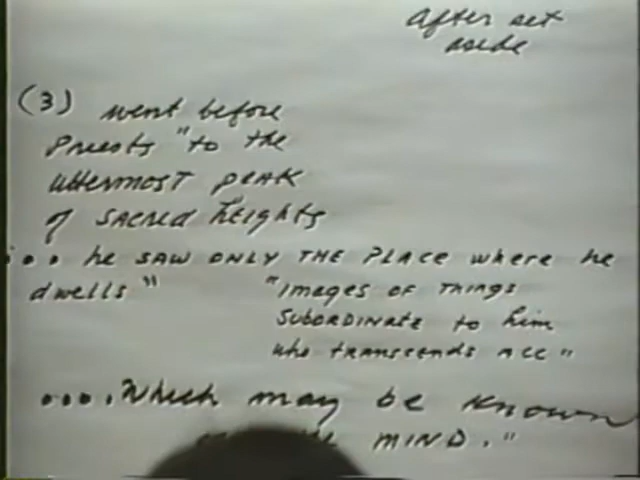 After set
aside
(3) went before
Priests "to the
uttermost peak
of sacred heights
... he saw only the place where he
dwells" "images of things
subordinate to him
who transcends all"
.... Which may be known
MIND."